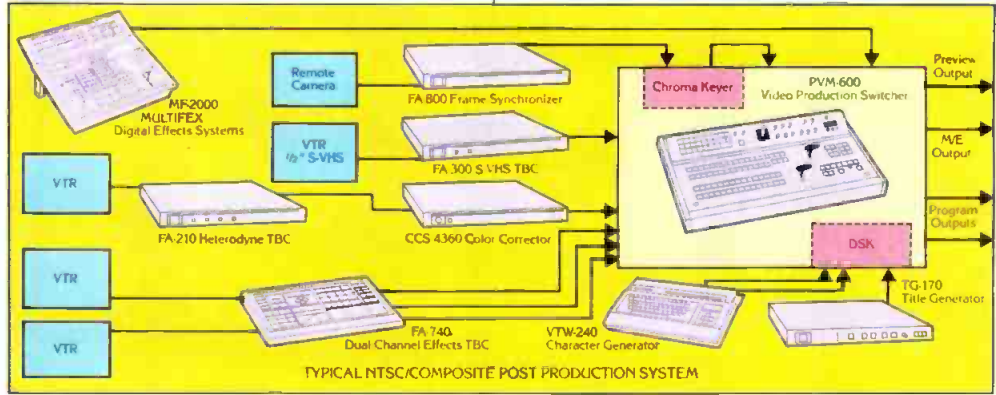 Remote
Camera
FA 800 Frame Synchronizer
Chroma Keyer
PVM-600
Video Production Switcher
Preview
Output
MF-2000
MULTIFEX
Digital Effects Systems
VTR
½" S-VHS
FA 300 S-VHS TBC
M/E
Output
VTR
FA-210 Heterodyne TBC
CCS 4360 Color Corrector
Program
Outputs
DSK
VTR
VTR
FA-740
Dual Channel Effects TBC
VTW-240
Character Generator
TG-170
Title Generator
TYPICAL NTSC/COMPOSITE POST PRODUCTION SYSTEM